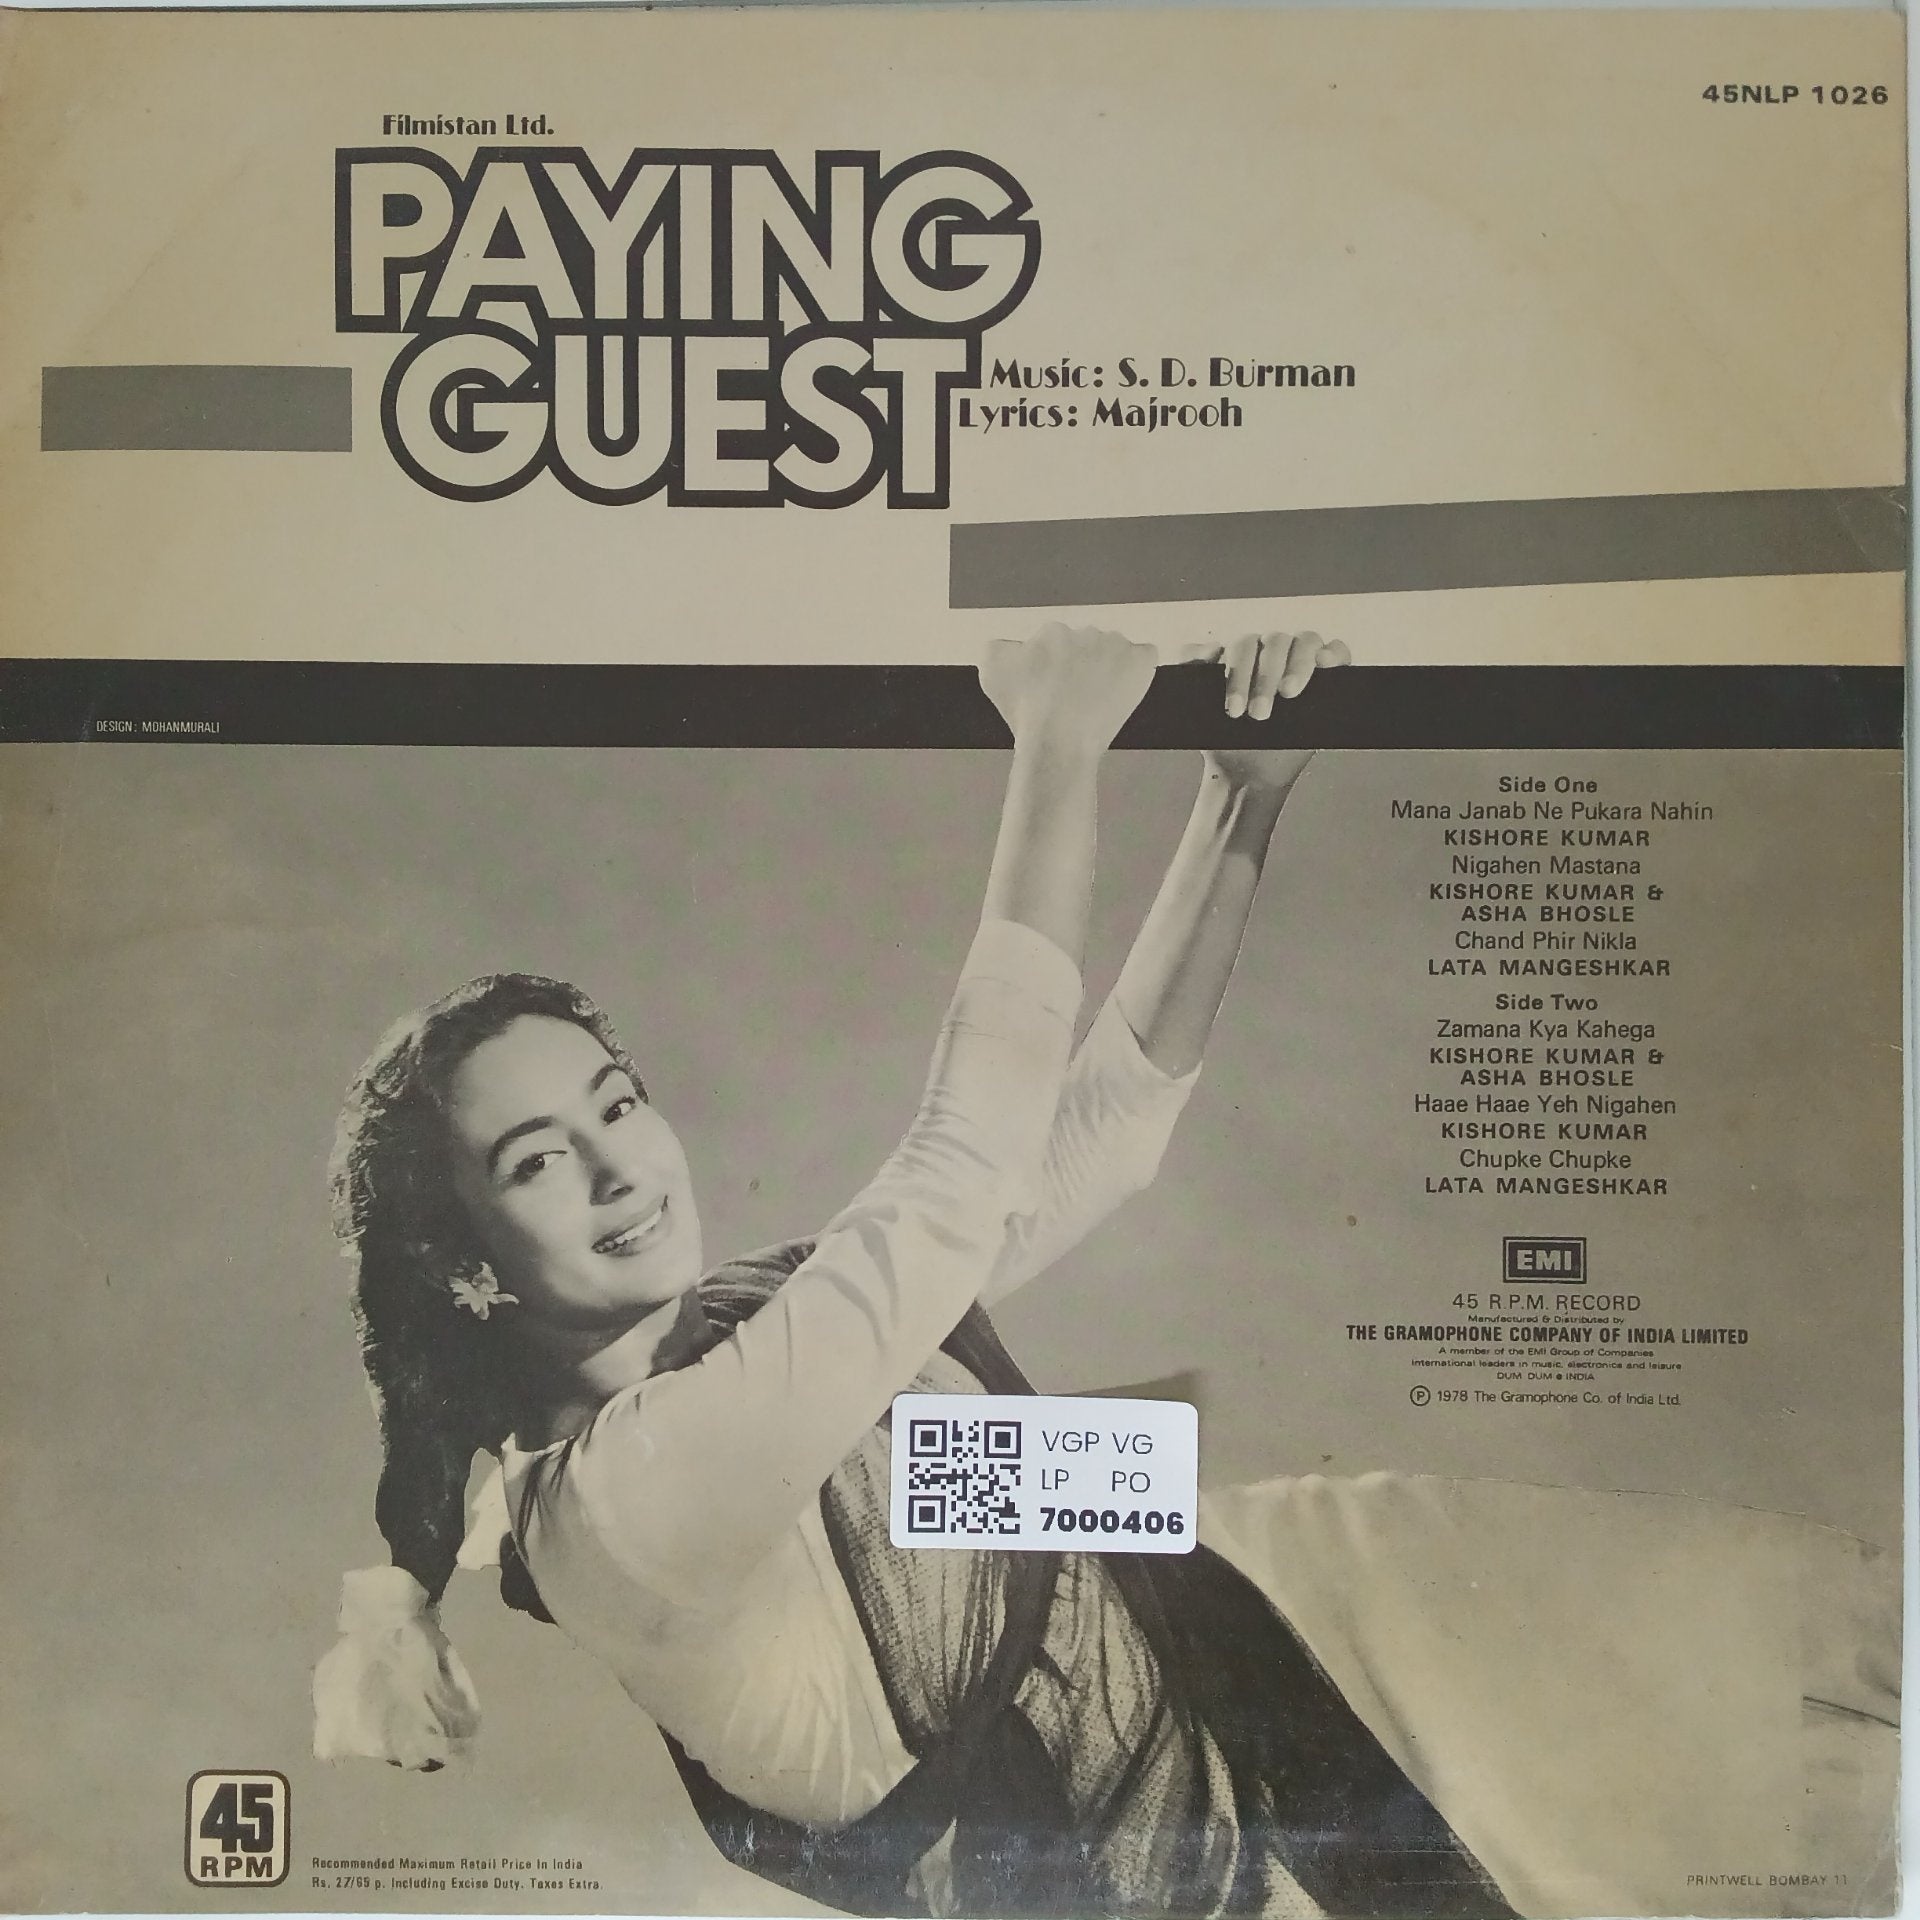 45NLP 1026
Filmistan Ltd.
PAYING
GUEST
Music: S. D. Burman
Lyrics: Majrooh
DESIGN: MOHANMURALI
Side One
Mana Janab Ne Pukara Nahin
KISHORE KUMAR
Nigahen Mastana
KISHORE KUMAR &
ASHA BHOSLE
Chand Phir Nikla
LATA MANGESHKAR
Side Two
Zamana Kya Kahega
KISHORE KUMAR &
ASHA BHOSLE
Haae Haae Yeh Nigahen
KISHORE KUMAR
Chupke Chupke
LATA MANGESHKAR
EMI
45 R.P.M. RECORD
Manufactured & Distributed by
THE GRAMOPHONE COMPANY OF INDIA LIMITED
A member of the EMI Group of Companies
International leaders in music, electronics and leisure
DUM DUM • INDIA
Ⓟ 1978 The Gramophone Co. of India Ltd.
VGP VG
LP PO
7000406
45
RPM
Recommended Maximum Retail Price In India
Rs. 27/65 p. Including Excise Duty. Taxes Extra.
PRINTWELL BOMBAY 11